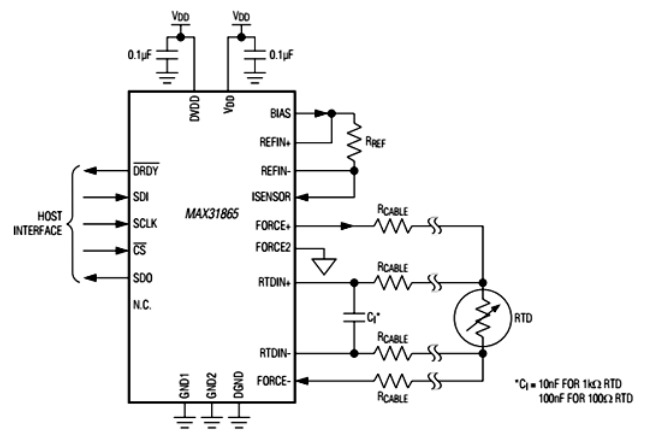 VDD
VDD
0.1µF
0.1µF
DVDD
VDD
BIAS
REFIN+
RREF
REFIN-
ISENSOR
DRDY
SDI
SCLK
CS
SDO
N.C.
HOST
INTERFACE
MAX31865
FORCE+
RCABLE
FORCE2
RTDIN+
RCABLE
CI*
RTD
RTDIN-
RCABLE
FORCE-
RCABLE
GND1
GND2
DGND
*CI = 10nF FOR 1kΩ RTD
100nF FOR 100Ω RTD